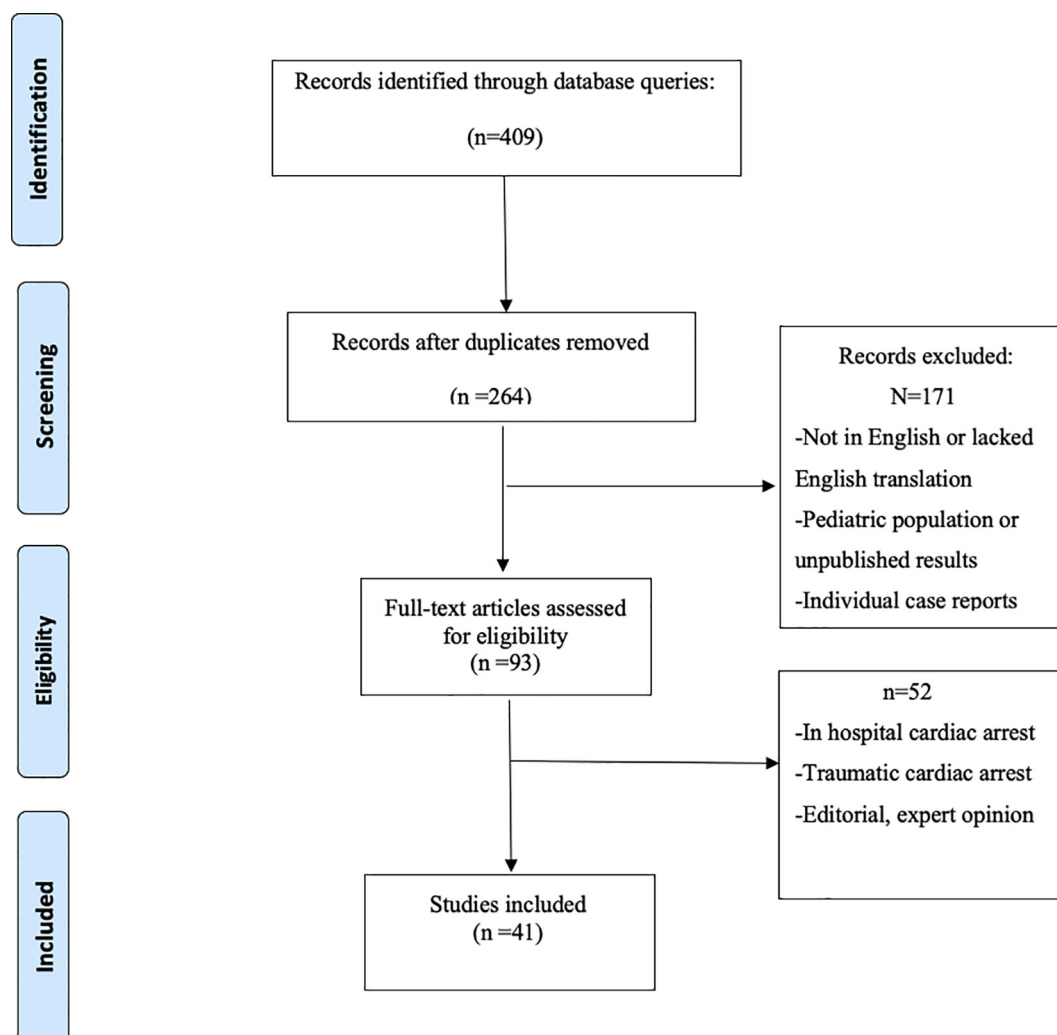 Identification
Records identified through database queries:
(n=409)
Screening
Records after duplicates removed
(n =264)
Records excluded:
N=171
-Not in English or lacked
English translation
-Pediatric population or
unpublished results
-Individual case reports
Eligibility
Full-text articles assessed
for eligibility
(n =93)
n=52
-In hospital cardiac arrest
-Traumatic cardiac arrest
-Editorial, expert opinion
Included
Studies included
(n =41)